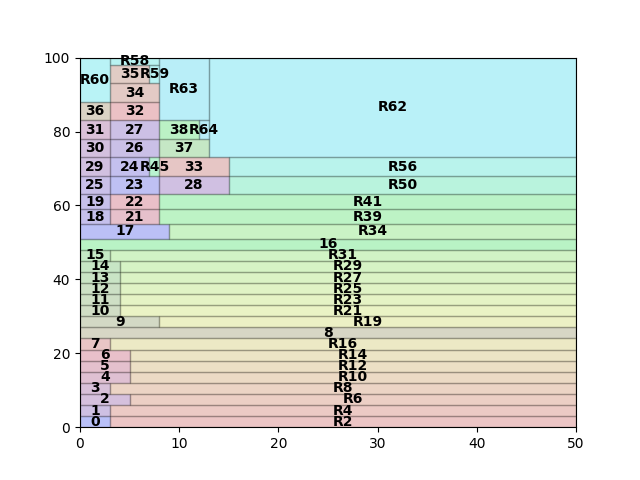 100
R58
R60 35 R59
34 R63
36 32 R62
80
31 27 38 R64
30 26 37
29 24 R45 33 R56
25 23 28 R50
60
19 22 R41
18 21 R39
17 R34
16
15 R31
14 R29
40
13 R27
12 R25
11 R23
10 R21
9 R19
8
7 R16
20
6 R14
5 R12
4 R10
3 R8
2 R6
1 R4
0 R2
0
0 10 20 30 40 50